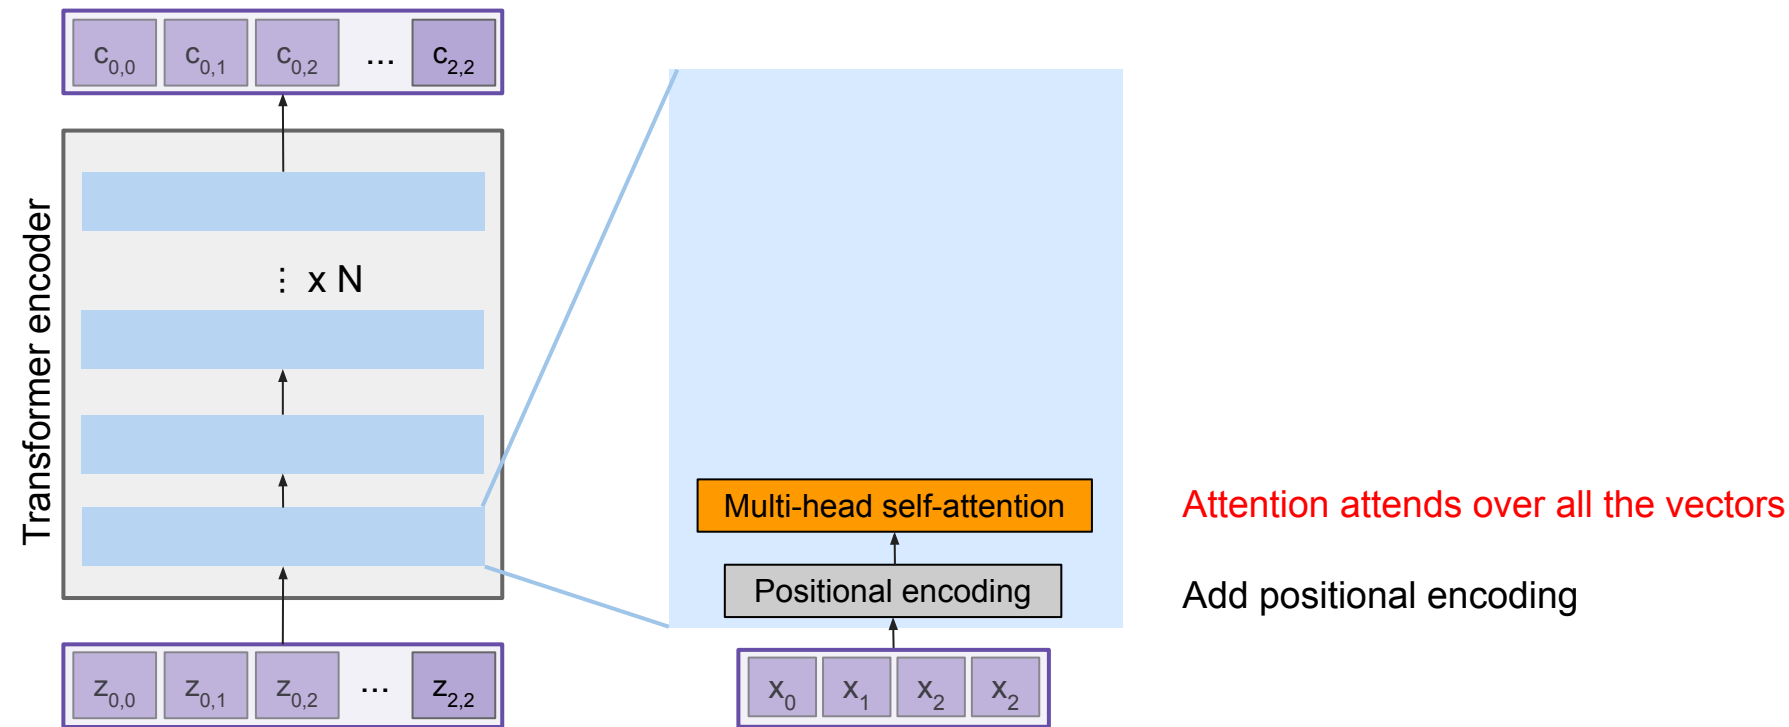 c0,0 c0,1 c0,2 ... c2,2
Transformer encoder
⋮ x N
Multi-head self-attention
Attention attends over all the vectors
Positional encoding
Add positional encoding
z0,0 z0,1 z0,2 ... z2,2
x0 x1 x2 x2